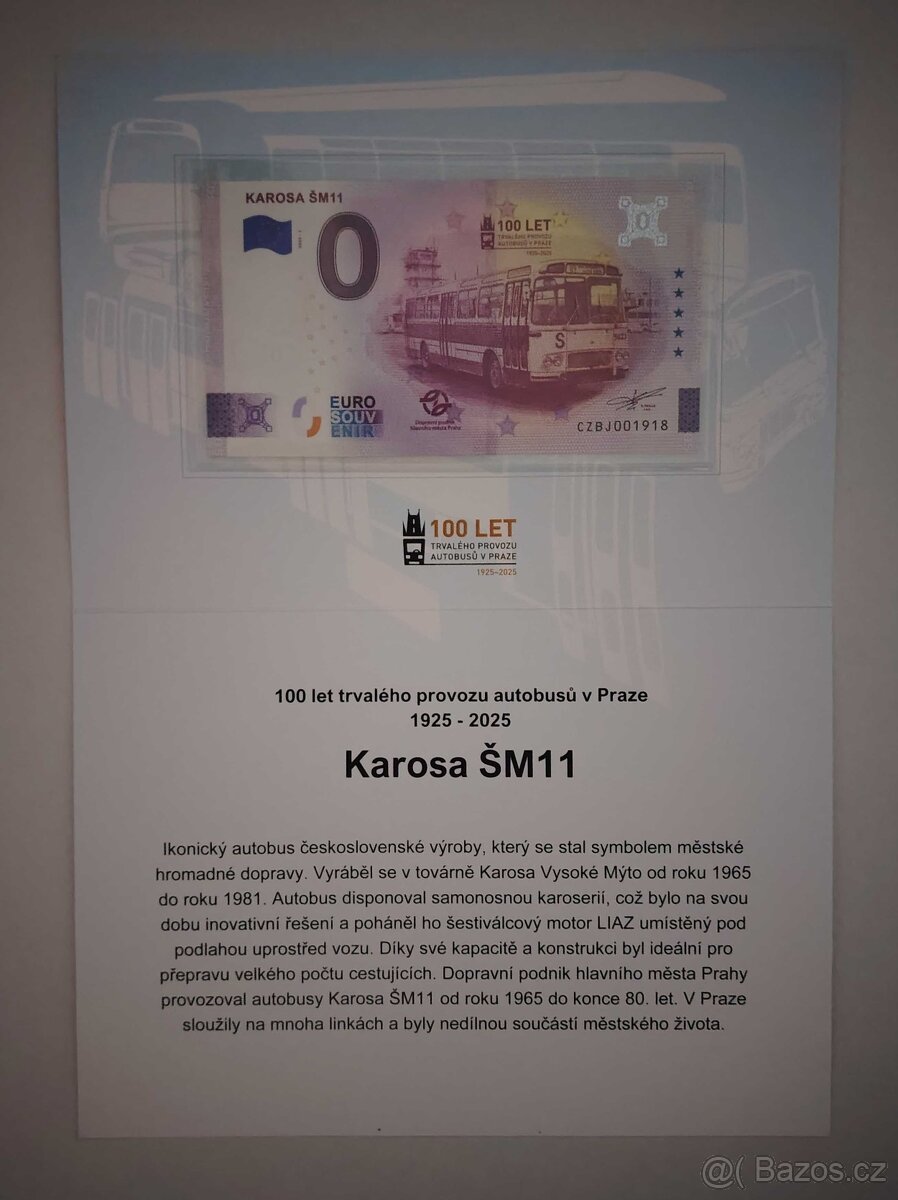 KAROSA ŠM11
0
100 LET
TRVALÉHO PROVOZU
AUTOBUSŮ V PRAZE
1925-2025
S
EURO
SOUV
ENIR
Dopravní podnik
hlavního města Prahy
CZBJ001918
100 LET
TRVALÉHO PROVOZU
AUTOBUSŮ V PRAZE
1925–2025
100 let trvalého provozu autobusů v Praze
1925 - 2025
Karosa ŠM11
Ikonický autobus československé výroby, který se stal symbolem městské
hromadné dopravy. Vyráběl se v továrně Karosa Vysoké Mýto od roku 1965
do roku 1981. Autobus disponoval samonosnou karoserií, což bylo na svou
dobu inovativní řešení a poháněl ho šestiválcový motor LIAZ umístěný pod
podlahou uprostřed vozu. Díky své kapacitě a konstrukci byl ideální pro
přepravu velkého počtu cestujících. Dopravní podnik hlavního města Prahy
provozoval autobusy Karosa ŠM11 od roku 1965 do konce 80. let. V Praze
sloužily na mnoha linkách a byly nedílnou součástí městského života.
@( Bazos.cz